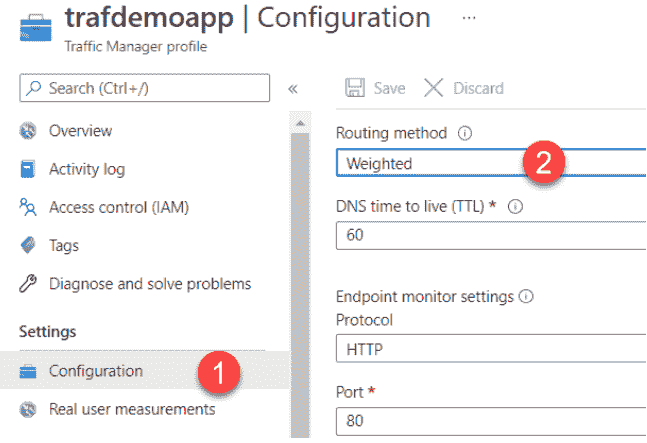 trafdemoapp | Configuration ...
Traffic Manager profile
Search (Ctrl+/)
«
Overview
Activity log
Access control (IAM)
Tags
Diagnose and solve problems
Settings
Configuration
1
Real user measurements
Save
Discard
Routing method
Weighted
2
DNS time to live (TTL) *
60
Endpoint monitor settings
Protocol
HTTP
Port *
80